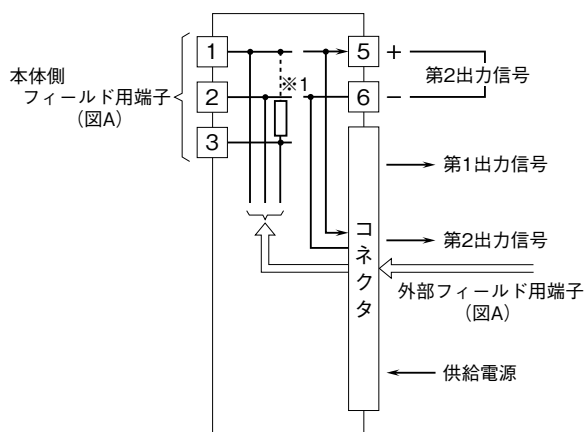 1
5
+
本体側
フィールド用端子
(図A)
※1
第2出力信号
2
6
−
3
第1出力信号
コネクタ
第2出力信号
外部フィールド用端子
(図A)
供給電源